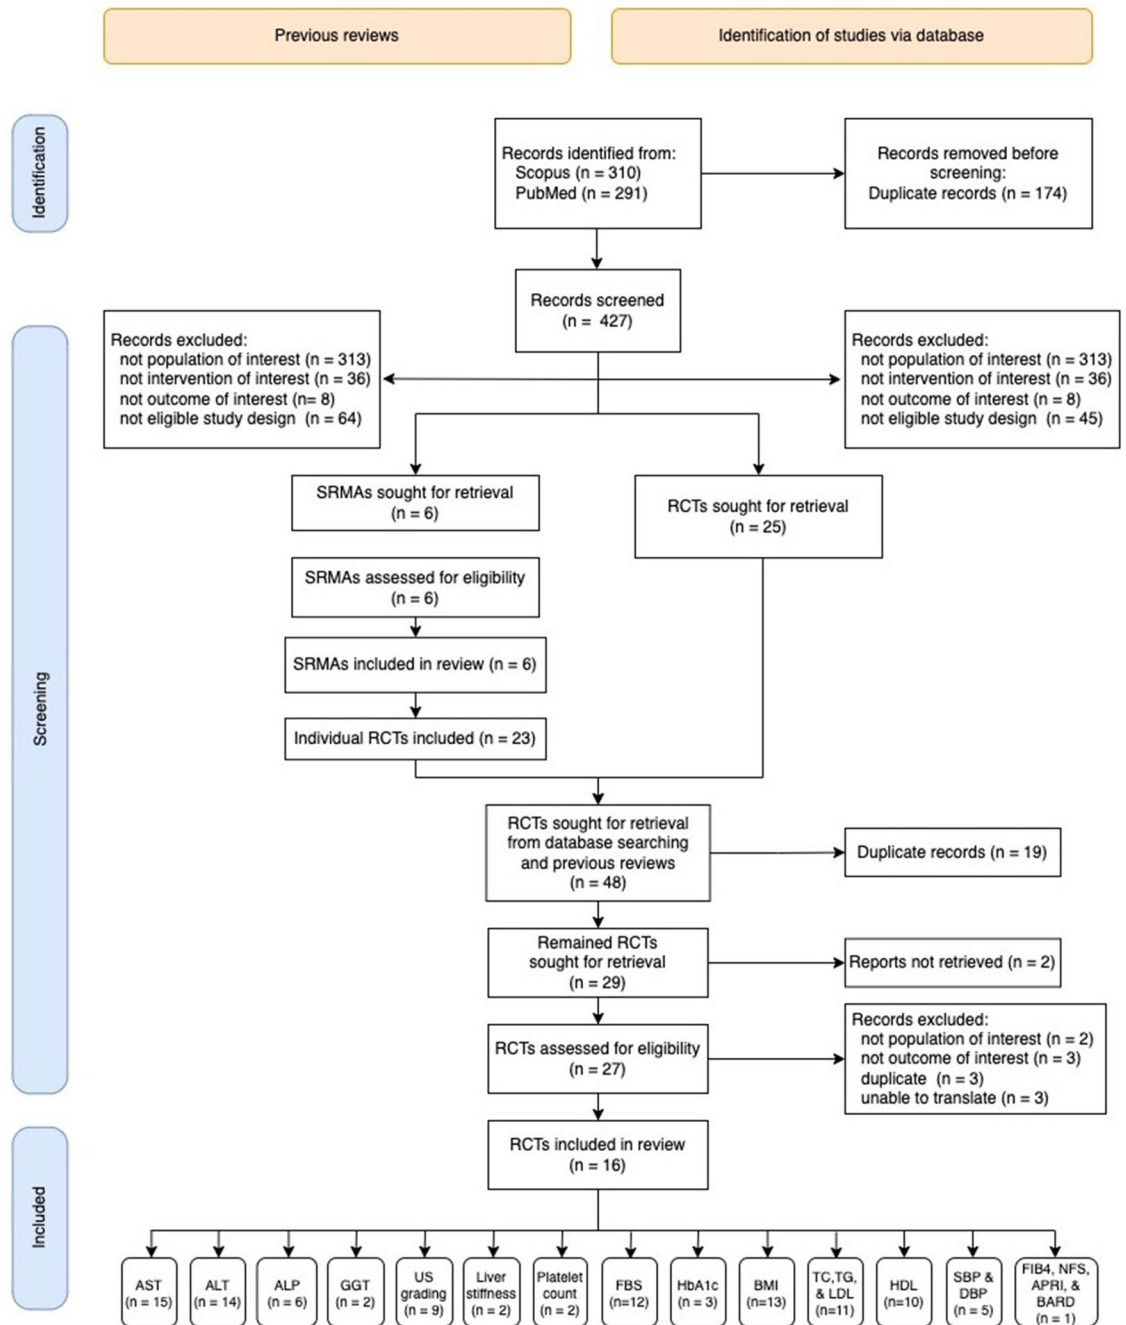 Previous reviews
Identification of studies via database
Identification
Records identified from:
Scopus (n = 310)
PubMed (n = 291)
Records removed before
screening:
Duplicate records (n = 174)
Records screened
(n = 427)
Records excluded:
not population of interest (n = 313)
not intervention of interest (n = 36)
not outcome of interest (n= 8)
not eligible study design (n = 64)
Records excluded:
not population of interest (n = 313)
not intervention of interest (n = 36)
not outcome of interest (n = 8)
not eligible study design (n = 45)
Screening
SRMAs sought for retrieval
(n = 6)
RCTs sought for retrieval
(n = 25)
SRMAs assessed for eligibility
(n = 6)
SRMAs included in review (n = 6)
Individual RCTs included (n = 23)
RCTs sought for retrieval
from database searching
and previous reviews
(n = 48)
Duplicate records (n = 19)
Remained RCTs
sought for retrieval
(n = 29)
Reports not retrieved (n = 2)
RCTs assessed for eligibility
(n = 27)
Records excluded:
not population of interest (n = 2)
not outcome of interest (n = 3)
duplicate (n = 3)
unable to translate (n = 3)
Included
RCTs included in review
(n = 16)
AST
(n = 15)
ALT
(n = 14)
ALP
(n = 6)
GGT
(n = 2)
US
grading
(n = 9)
Liver
stiffness
(n = 2)
Platelet
count
(n = 2)
FBS
(n=12)
HbA1c
(n = 3)
BMI
(n=13)
TC,TG,
& LDL
(n=11)
HDL
(n=10)
SBP &
DBP
(n = 5)
FIB4, NFS,
APRI, &
BARD
(n = 1)